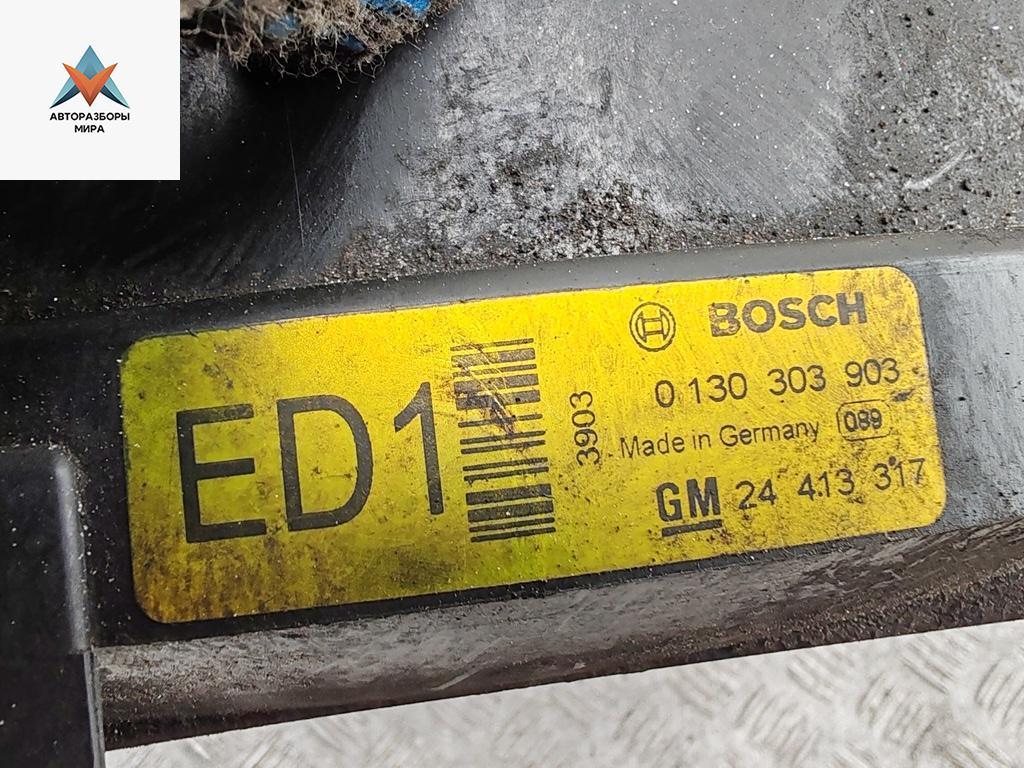 АВТОРАЗБОРЫ
МИРА
ED1
3903
BOSCH
0 130 303 903
Made in Germany 089
GM 24 413 317